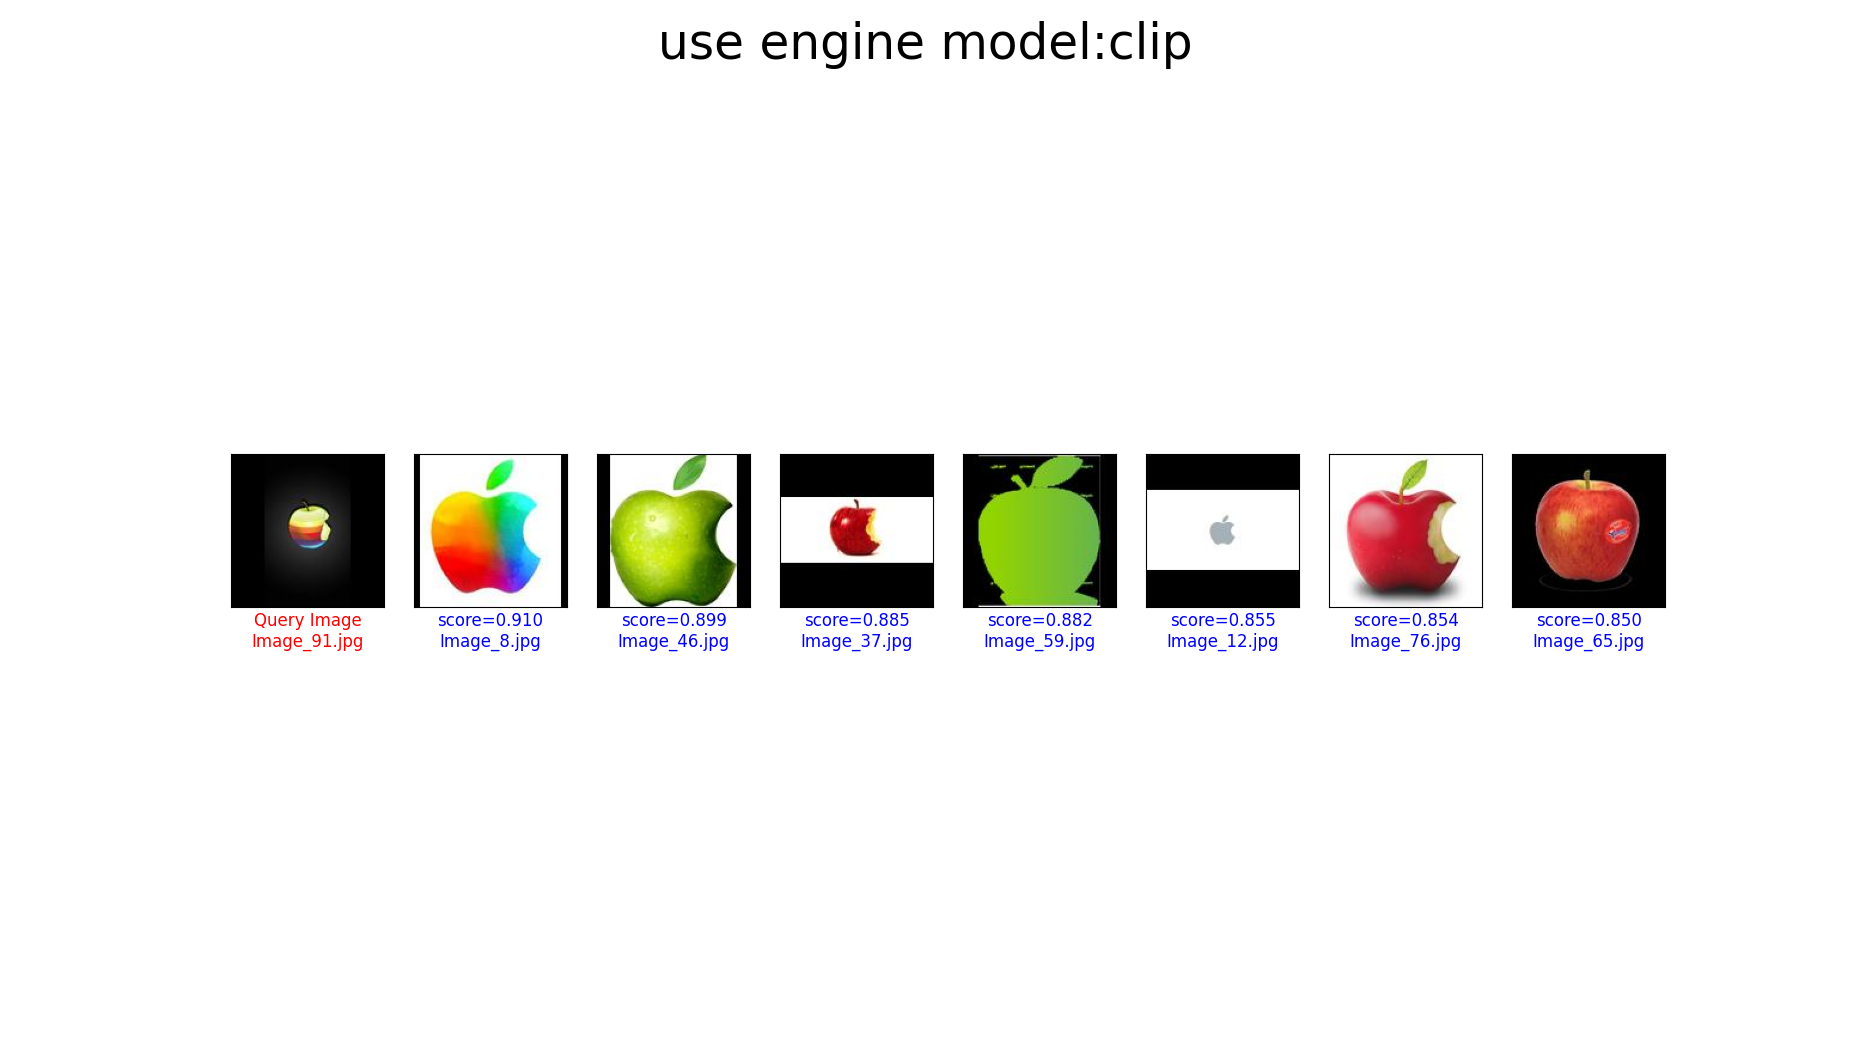 use engine model:clip
Query Image
Image_91.jpg
score=0.910
Image_8.jpg
score=0.899
Image_46.jpg
score=0.885
Image_37.jpg
score=0.882
Image_59.jpg
score=0.855
Image_12.jpg
score=0.854
Image_76.jpg
score=0.850
Image_65.jpg